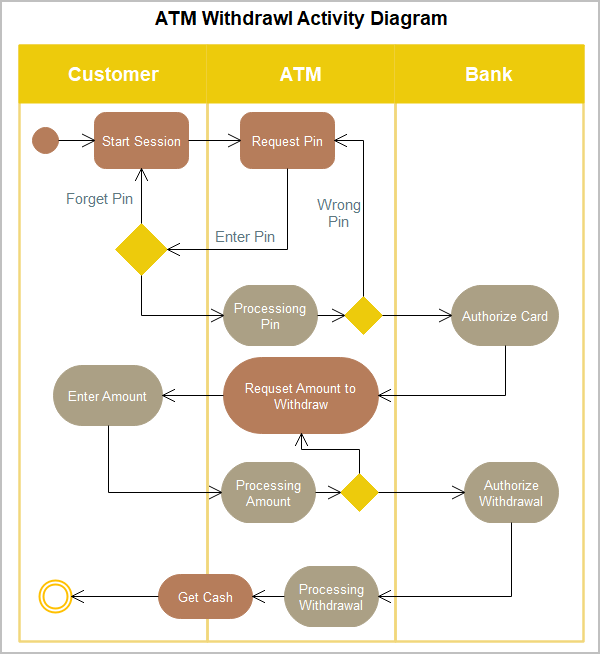 ATM Withdrawl Activity Diagram
Customer
ATM
Bank
Start Session
Request Pin
Forget Pin
Wrong
Pin
Enter Pin
Processiong
Pin
Authorize Card
Enter Amount
Requset Amount to
Withdraw
Processing
Amount
Authorize
Withdrawal
Get Cash
Processing
Withdrawal